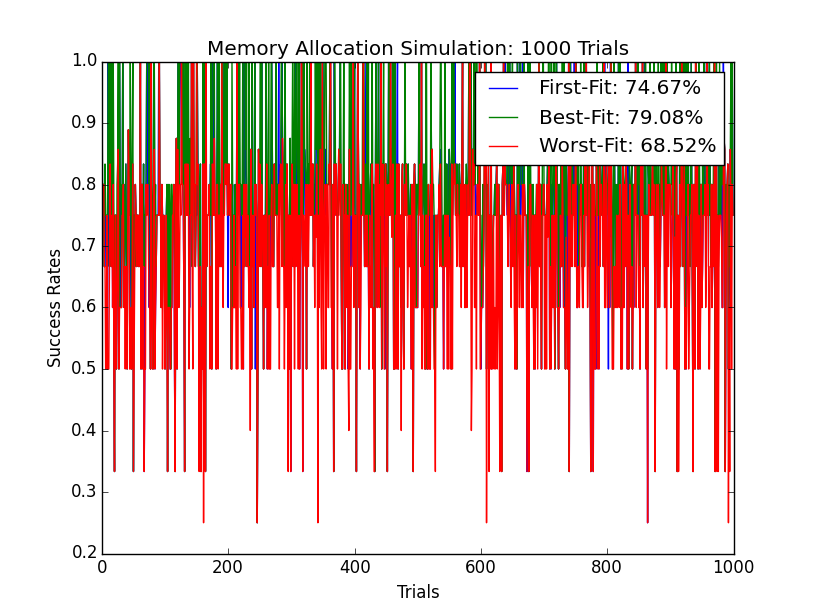 Memory Allocation Simulation: 1000 Trials
1.0
0.9
0.8
0.7
0.6
0.5
0.4
0.3
0.2
Success Rates
First-Fit: 74.67%
Best-Fit: 79.08%
Worst-Fit: 68.52%
0
200
400
600
800
1000
Trials